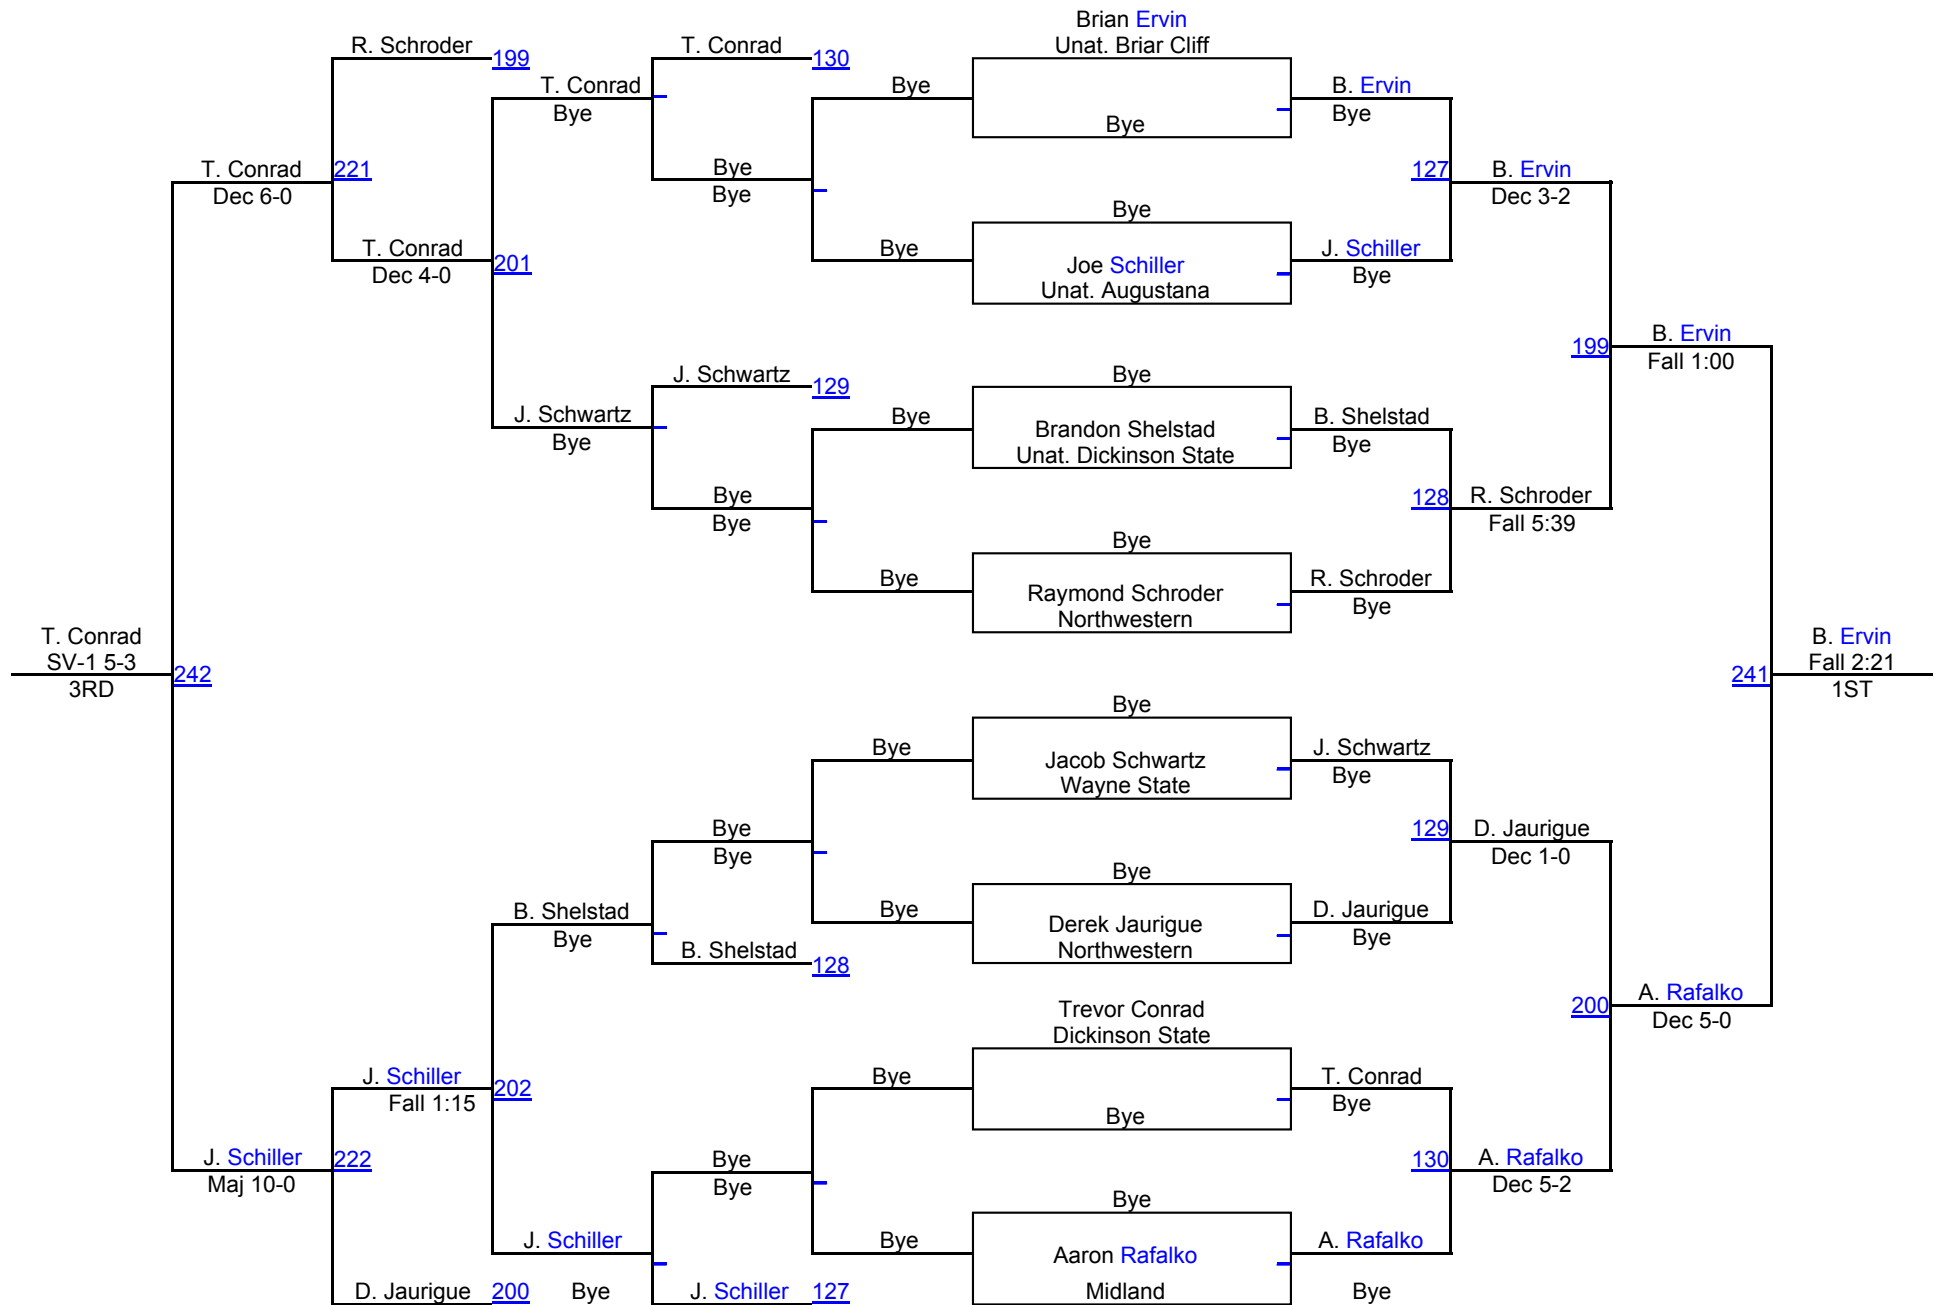 Brian Ervin
R. Schroder
199
T. Conrad
130
Unat. Briar Cliff
T. Conrad
Bye
B. Ervin
Bye
Bye
Bye
T. Conrad
221
Bye
127
B. Ervin
Dec 6-0
Bye
Dec 3-2
Bye
T. Conrad
201
Bye
J. Schiller
Dec 4-0
Joe Schiller
Bye
Unat. Augustana
B. Ervin
199
Fall 1:00
J. Schwartz
129
Bye
J. Schwartz
Bye
Brandon Shelstad
B. Shelstad
Bye
Unat. Dickinson State
Bye
Bye
128
R. Schroder
Bye
Fall 5:39
Bye
Bye
Raymond Schroder
R. Schroder
Northwestern
Bye
T. Conrad
B. Ervin
SV-1 5-3
242
241
Fall 2:21
3RD
1ST
Bye
Bye
Jacob Schwartz
J. Schwartz
Wayne State
Bye
Bye
129
D. Jaurigue
Bye
Dec 1-0
Bye
B. Shelstad
Bye
Derek Jaurigue
D. Jaurigue
Bye
Northwestern
Bye
B. Shelstad
128
A. Rafalko
200
Trevor Conrad
Dec 5-0
Dickinson State
J. Schiller
202
Bye
T. Conrad
Fall 1:15
Bye
Bye
J. Schiller
222
Bye
130
A. Rafalko
Maj 10-0
Bye
Dec 5-2
Bye
J. Schiller
Bye
Aaron Rafalko
A. Rafalko
D. Jaurigue
200
Bye
J. Schiller
127
Midland
Bye